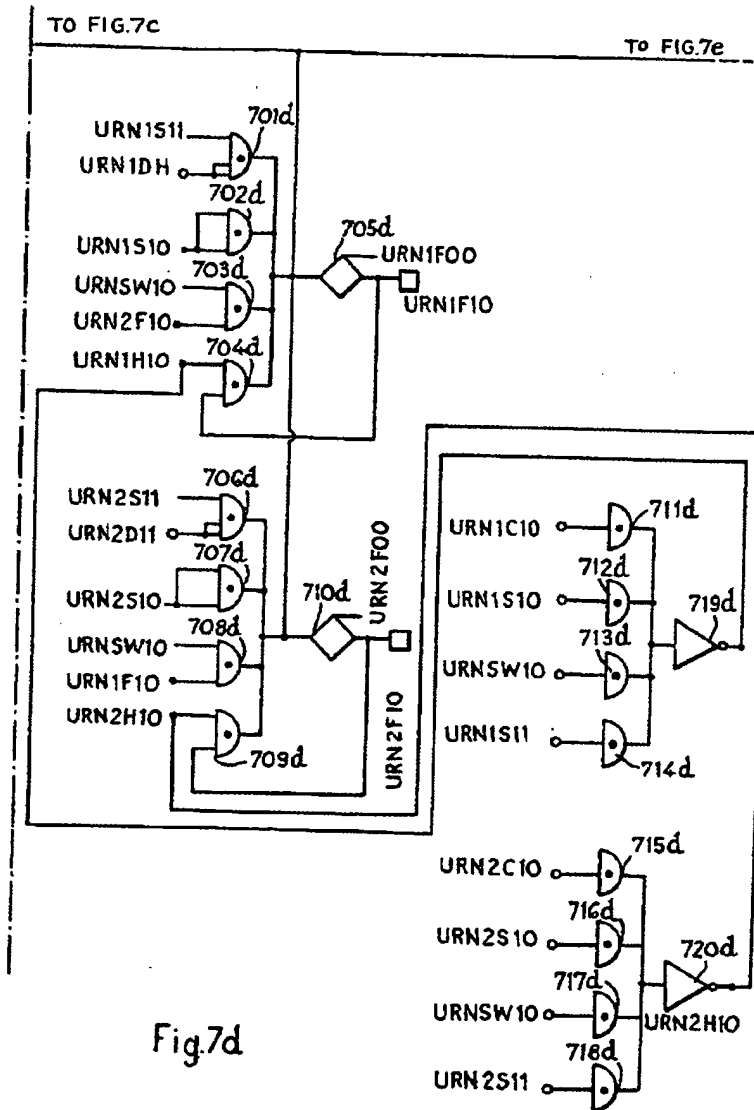 TO FIG.7c
TO FIG.7e
URN1S11
701d
URN1DH
702d
URN1S10
705d
URN1F00
703d
URNSW10
URN1F10
URN2F10
704d
URN1H10
URN2S11
706d
URN2D11
707d
URN2S10
710d
URN2F00
708d
URNSW10
URN1F10
URN2H10
709d
URN2F10
URN1C10
711d
712d
URN1S10
719d
713d
URNSW10
URN1S11
714d
URN2C10
715d
716d
URN2S10
720d
717d
URNSW10
URN2H10
718d
URN2S11
Fig.7d